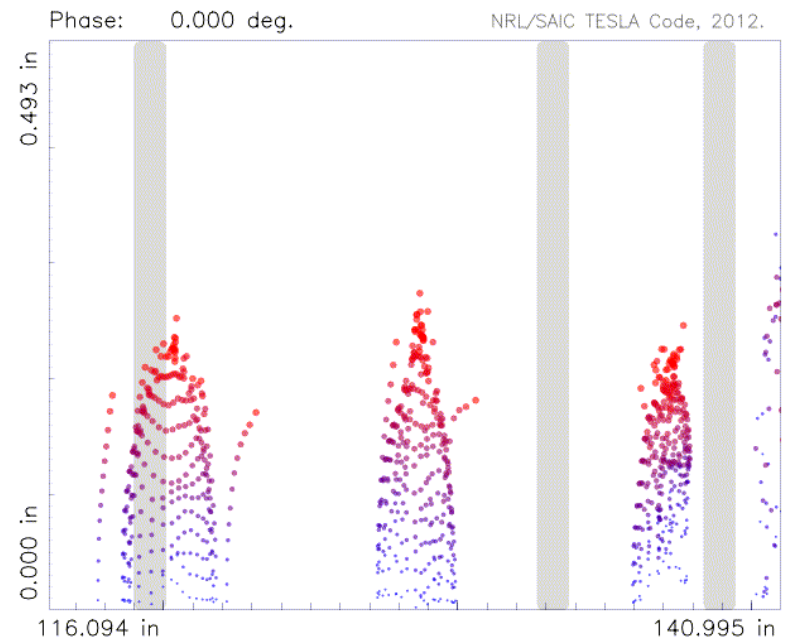 Phase: 0.000 deg.
NRL/SAIC TESLA Code, 2012.
0.493 in
0.000 in
116.094 in
140.995 in